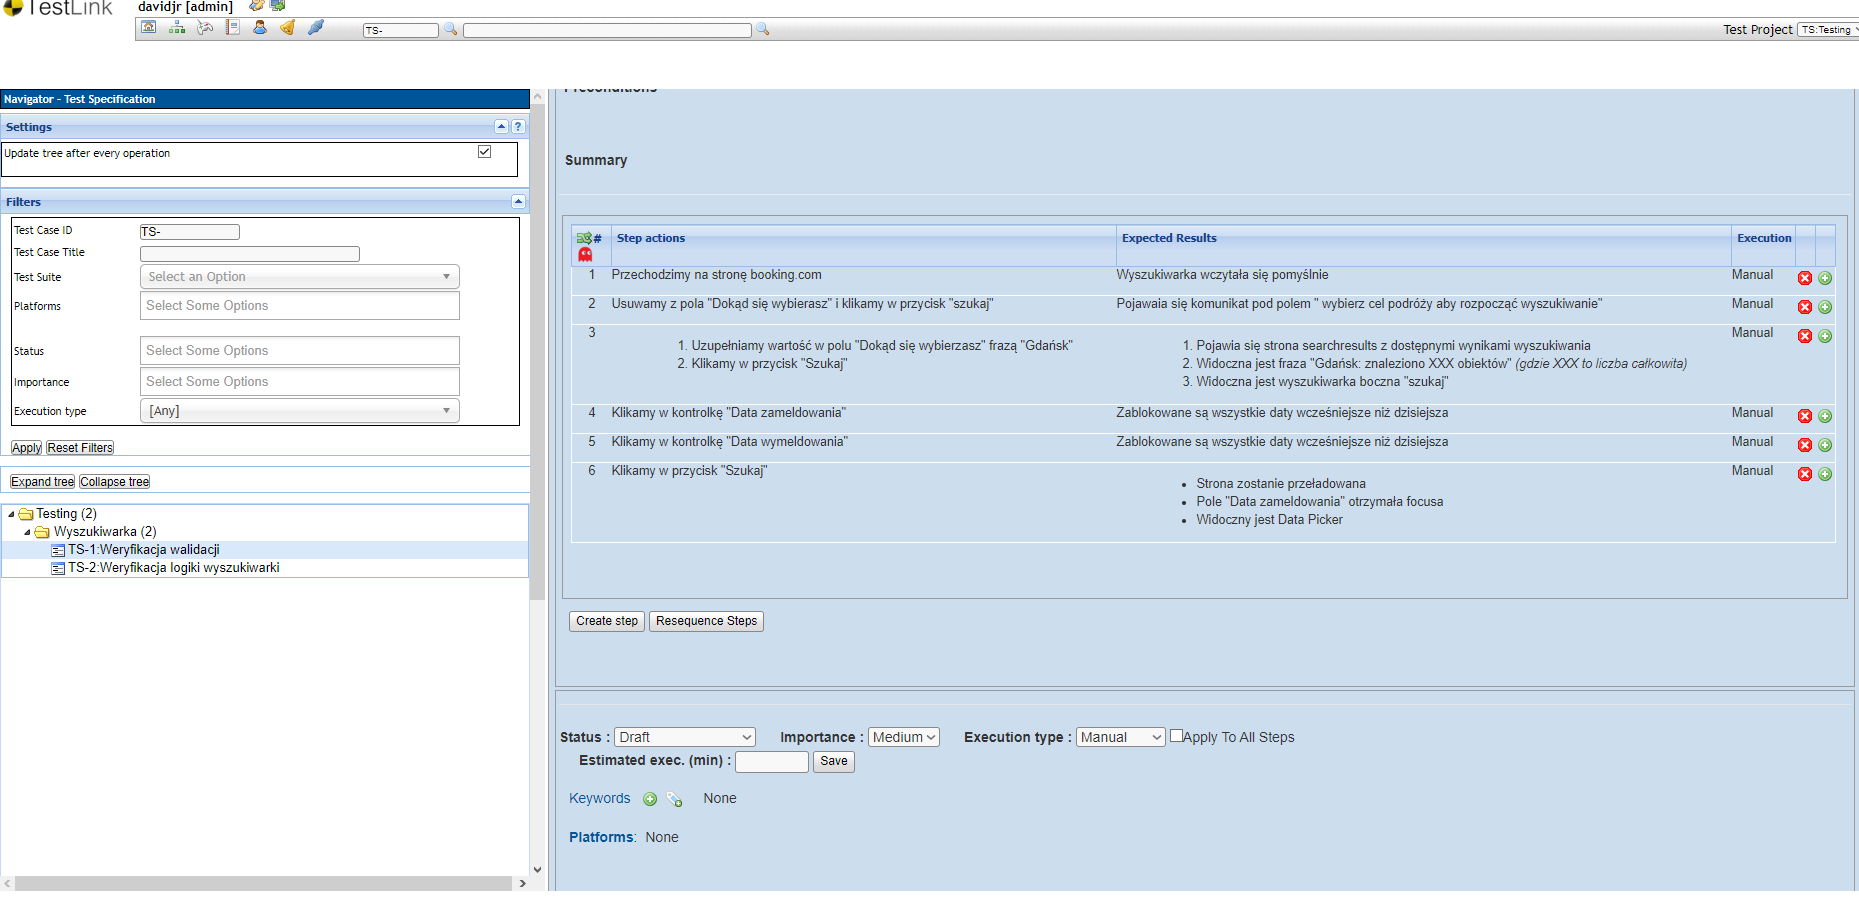 TestLink
davidjr [admin]
TS-
Test Project TS:Testing
Navigator - Test Specification
Settings
?
Update tree after every operation
Filters
Test Case ID TS-
Test Case Title
Test Suite Select an Option
Platforms Select Some Options
Status Select Some Options
Importance Select Some Options
Execution type [Any]
Apply Reset Filters
Expand tree Collapse tree
Testing (2)
Wyszukiwarka (2)
TS-1:Weryfikacja walidacji
TS-2:Weryfikacja logiki wyszukiwarki
Preconditions
Summary
# Step actions Expected Results Execution
1 Przechodzimy na stronę booking.com Wyszukiwarka wczytała się pomyślnie Manual
2 Usuwamy z pola "Dokąd się wybierasz" i klikamy w przycisk "szukaj" Pojawaia się komunikat pod polem " wybierz cel podróży aby rozpocząć wyszukiwanie" Manual
3 Manual
1. Uzupełniamy wartość w polu "Dokąd się wybierzasz" frazą "Gdańsk" 1. Pojawia się strona searchresults z dostępnymi wynikami wyszukiwania
2. Klikamy w przycisk "Szukaj" 2. Widoczna jest fraza "Gdańsk: znaleziono XXX obiektów" (gdzie XXX to liczba całkowita)
3. Widoczna jest wyszukiwarka boczna "szukaj"
4 Klikamy w kontrolkę "Data zameldowania" Zablokowane są wszystkie daty wcześniejsze niż dzisiejsza Manual
5 Klikamy w kontrolkę "Data wymeldowania" Zablokowane są wszystkie daty wcześniejsze niż dzisiejsza Manual
6 Klikamy w przycisk "Szukaj" Manual
• Strona zostanie przeładowana
• Pole "Data zameldowania" otrzymała focusa
• Widoczny jest Data Picker
Create step Resequence Steps
Status : Draft Importance : Medium Execution type : Manual Apply To All Steps
Estimated exec. (min) : Save
Keywords None
Platforms: None